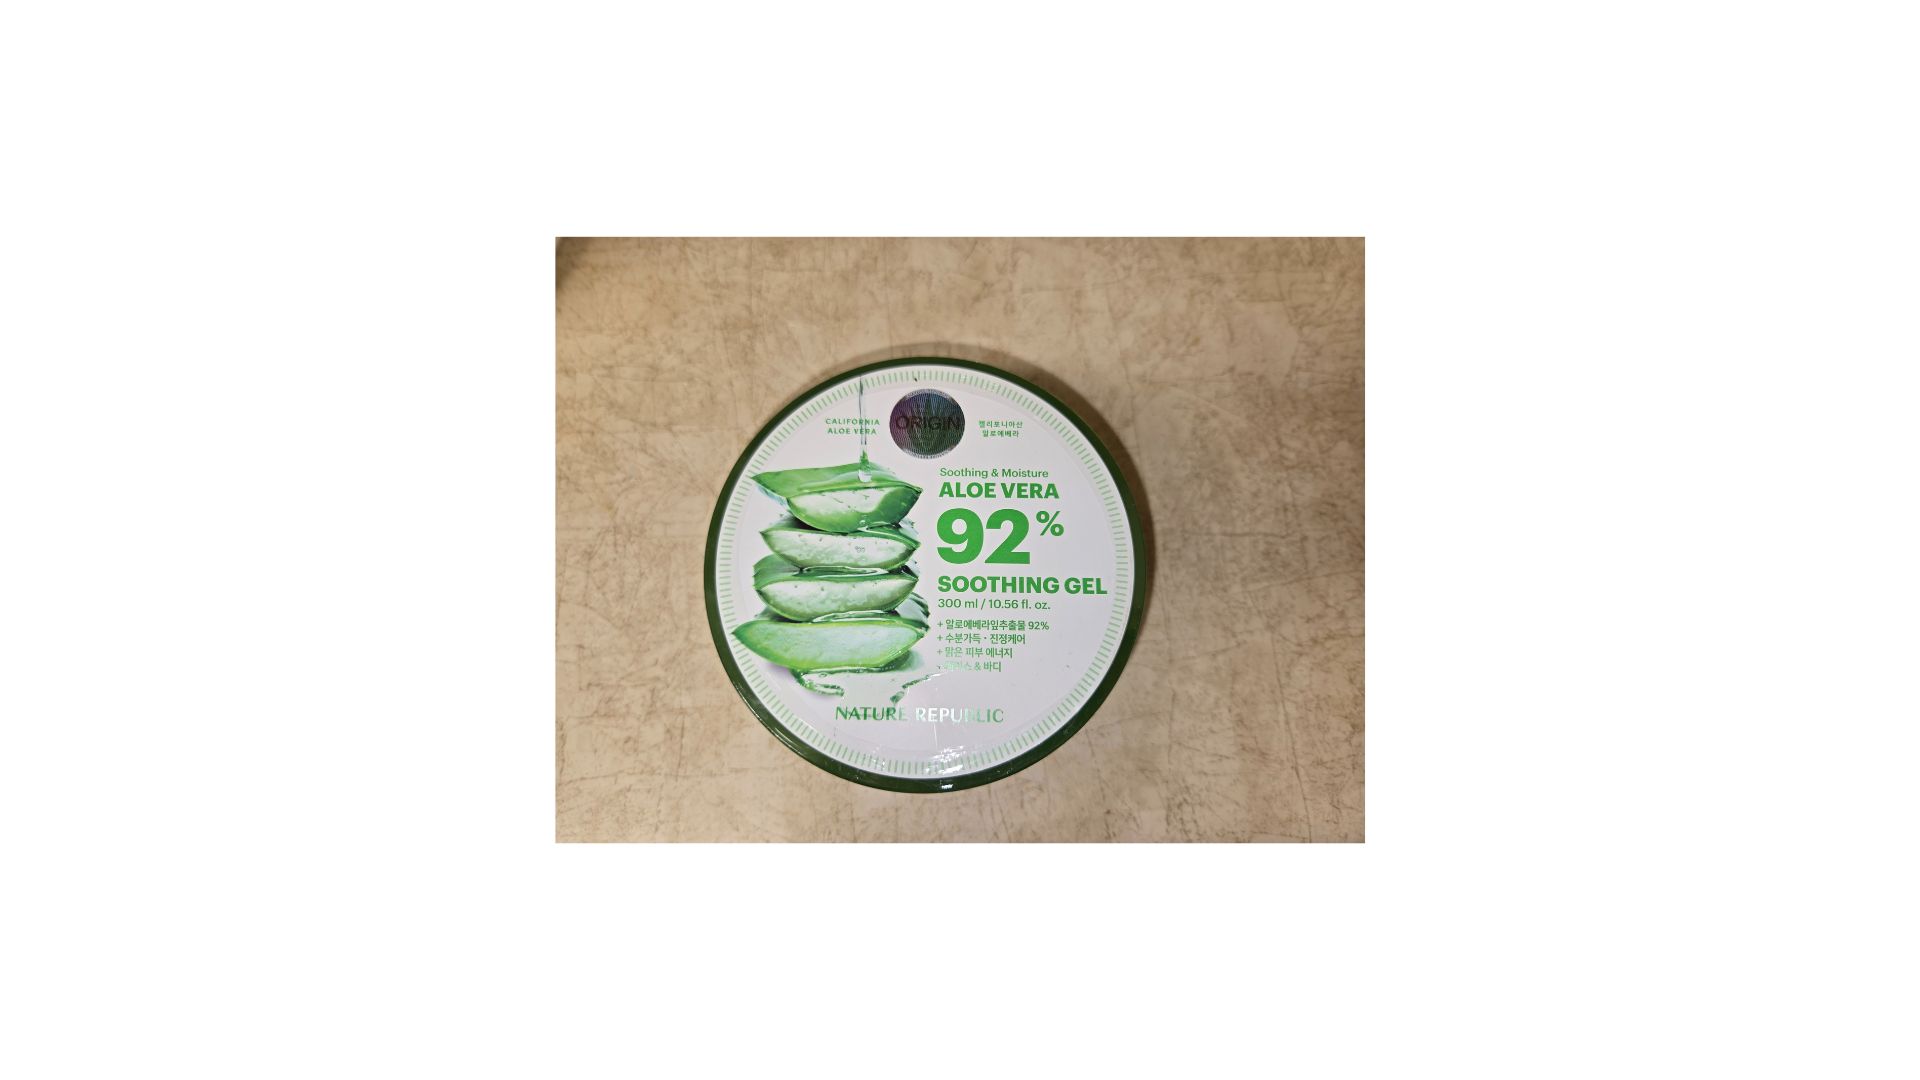 ORIGIN
CALIFORNIA
ALOE VERA
캘리포니아산
알로에베라
Soothing & Moisture
ALOE VERA
92%
SOOTHING GEL
300 ml / 10.56 fl. oz.
+ 알로에베라잎추출물 92%
+ 수분가득 · 진정케어
+ 맑은 피부 에너지
& 바디
NATURE REPUBLIC